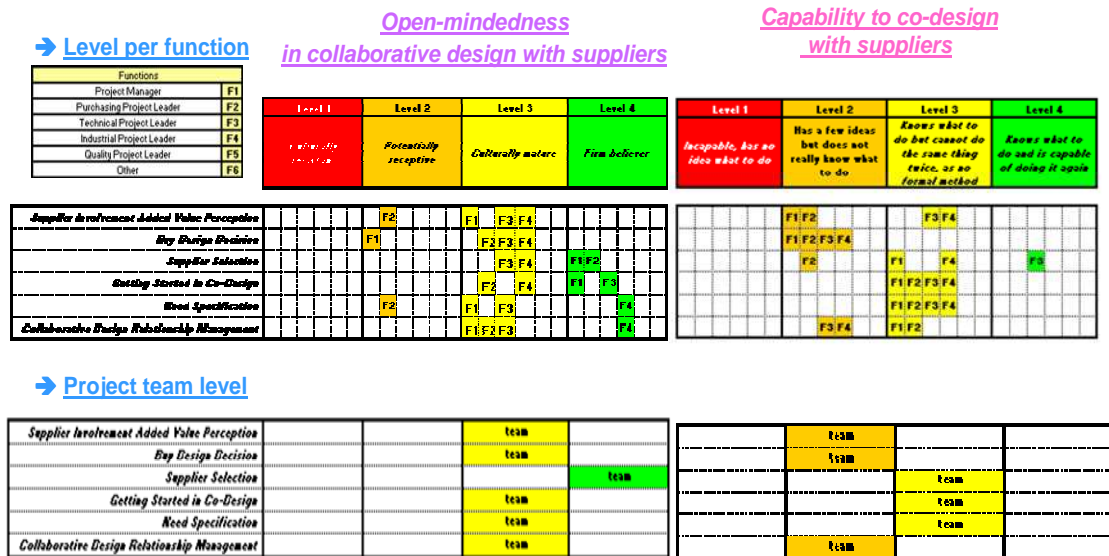 Open-mindedness
in collaborative design with suppliers
Capability to co-design
with suppliers
➔ Level per function
Functions
Project Manager F1
Purchasing Project Leader F2
Technical Project Leader F3
Industrial Project Leader F4
Quality Project Leader F5
Other F6
Level 1 Level 2 Level 3 Level 4
Potentially receptive
Culturally mature
Firm believer
Level 1 Level 2 Level 3 Level 4
Incapable, has no idea what to do
Has a few ideas but does not really know what to do
Knows what to do but cannot do the same thing twice, as no formal method
Knows what to do and is capable of doing it again
Supplier Involvement Added Value Perception F2 F1 F3 F4 F1 F2 F3 F4
Buy Design Decision F1 F2 F3 F4 F1 F2 F3 F4
Supplier Selection F3 F4 F1 F2 F2 F1 F4 F3
Getting Started in Co-Design F2 F4 F1 F3 F1 F2 F3 F4
Need Specification F2 F1 F3 F4 F1 F2 F3 F4
Collaborative Design Relationship Management F1 F2 F3 F4 F3 F4 F1 F2
➔ Project team level
Supplier Involvement Added Value Perception team team
Buy Design Decision team team
Supplier Selection team team
Getting Started in Co-Design team team
Need Specification team team
Collaborative Design Relationship Management team team